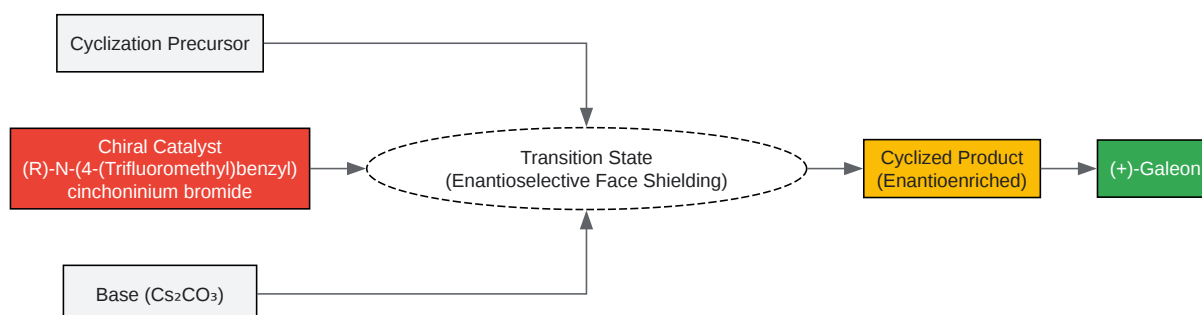 Cyclization Precursor
Chiral Catalyst
(R)-N-(4-(Trifluoromethyl)benzyl)
cinchoninium bromide
Base (Cs₂CO₃)
Transition State
(Enantioselective Face Shielding)
Cyclized Product
(Enantioenriched)
(+)-Galeon